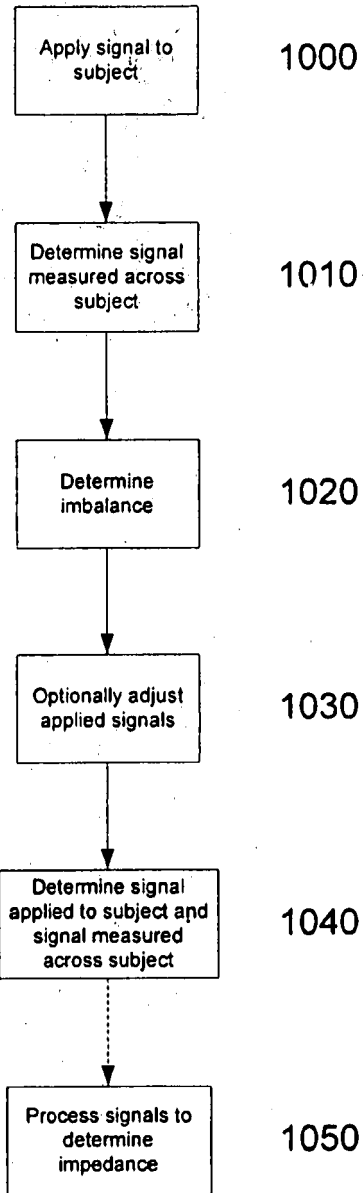 Apply signal to
subject
1000
Determine signal
measured across
subject
1010
Determine
imbalance
1020
Optionally adjust
applied signals
1030
Determine signal
applied to subject and
signal measured
across subject
1040
Process signals to
determine
impedance
1050